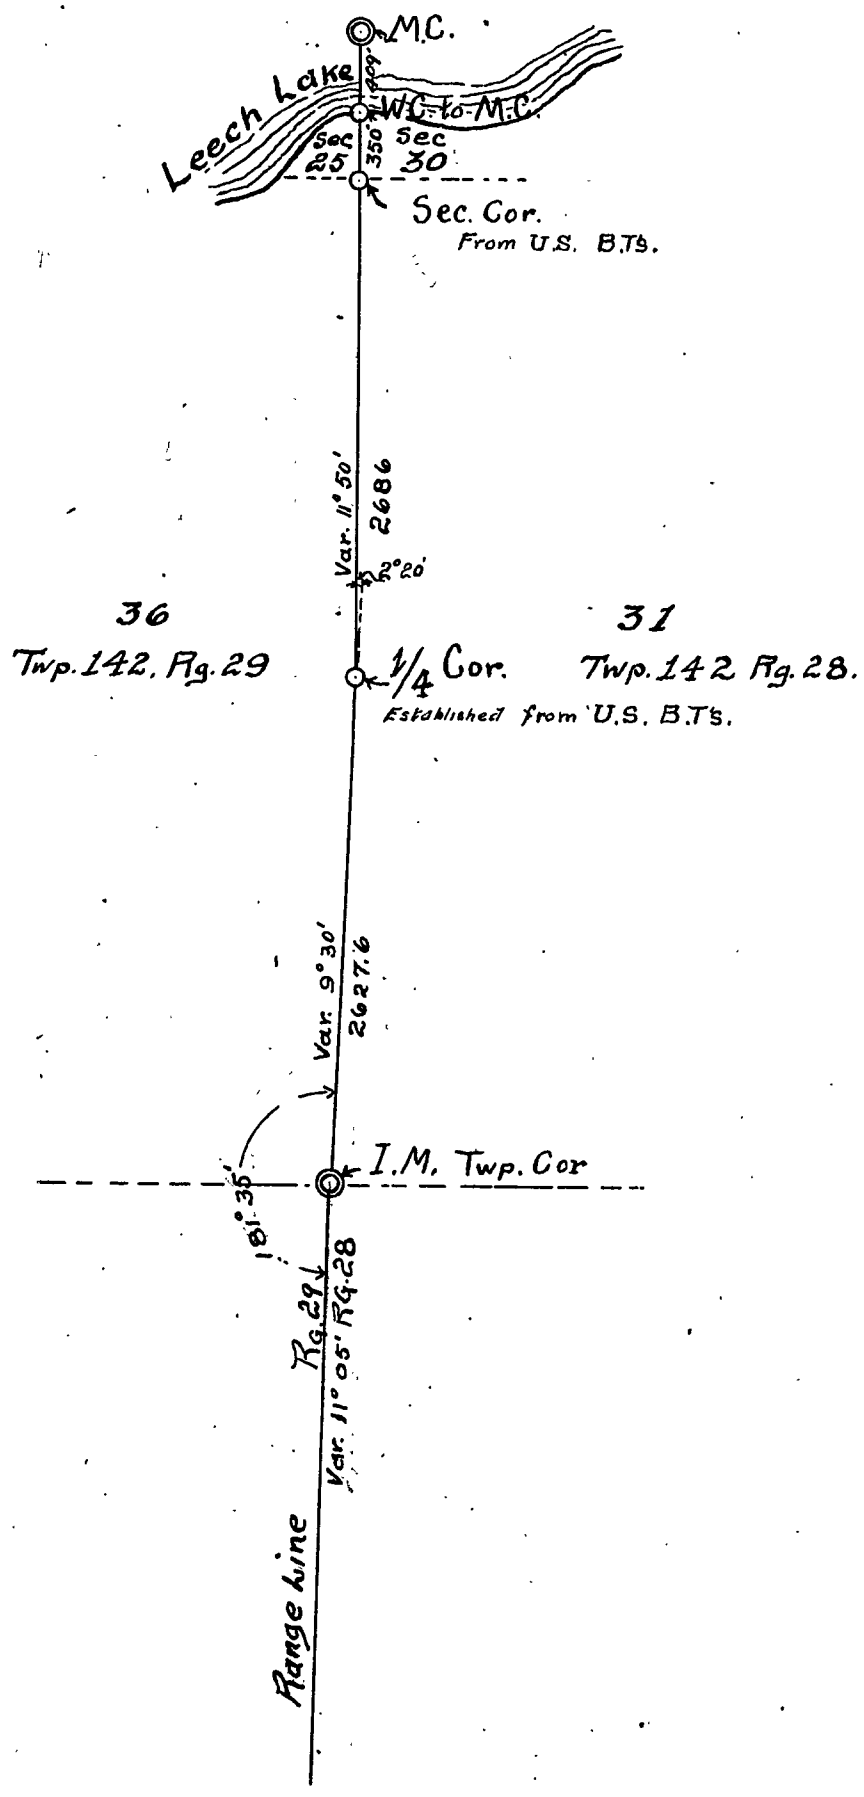 M.C.
Leech Lake
409'
W.C. to M.C.
Sec 25
350'
Sec 30
Sec. Cor.
From U.S. B.T's.
Var. 11° 50'
2686
2° 20'
36
31
Twp. 142, Rg. 29
1/4 Cor.
Twp. 142 Rg. 28.
Established from U.S. B.T's.
Var. 9° 30'
2627.6
I.M. Twp. Cor
181° 35'
Rg. 29
RG. 28
Var. 11° 05'
Range Line